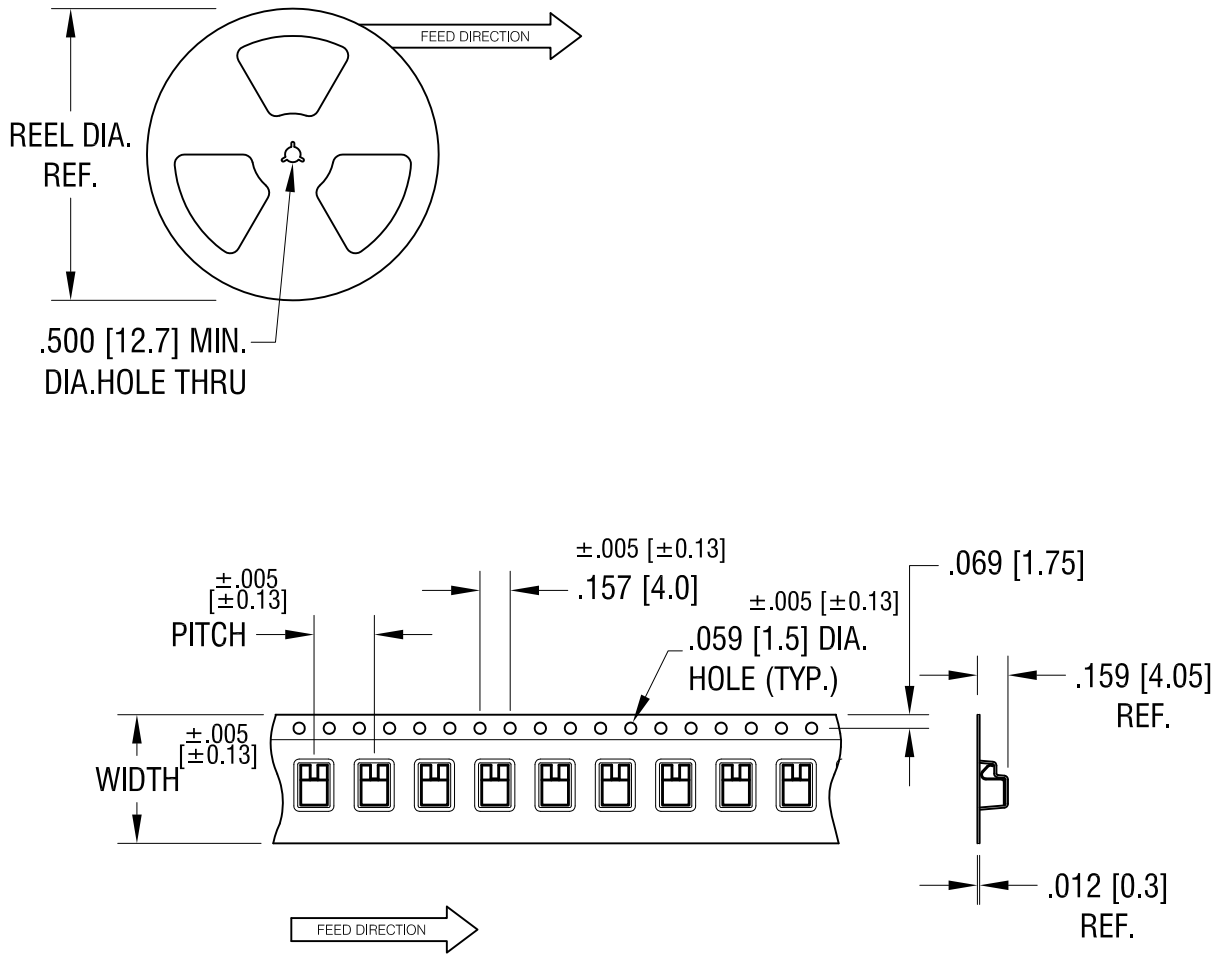 FEED DIRECTION
REEL DIA.
REF.
.500 [12.7] MIN.
DIA.HOLE THRU
±.005 [±0.13]
.157 [4.0]
.069 [1.75]
±.005
[±0.13]
PITCH
±.005 [±0.13]
.059 [1.5] DIA.
HOLE (TYP.)
.159 [4.05]
REF.
±.005
[±0.13]
WIDTH
.012 [0.3]
REF.
FEED DIRECTION